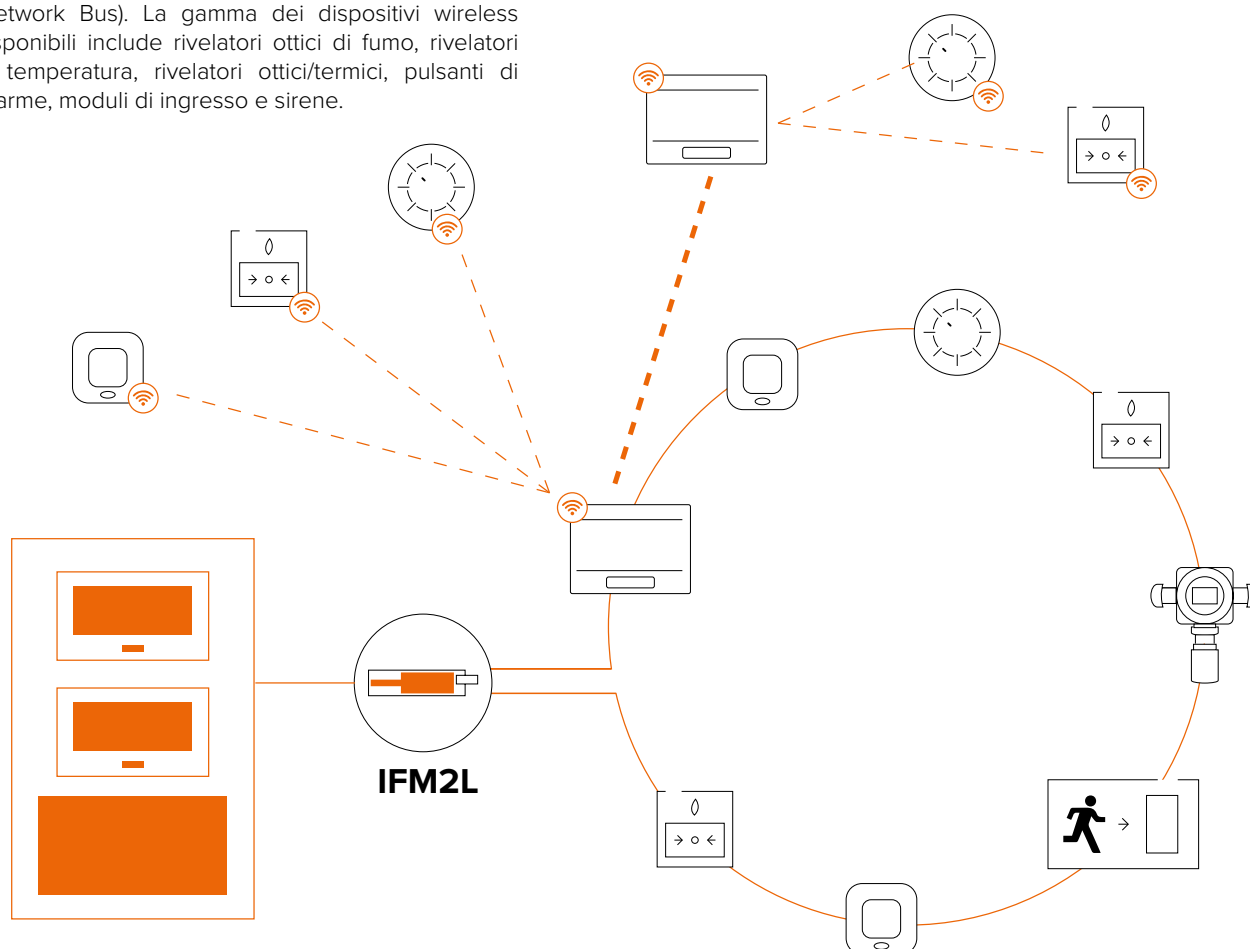 etwork Bus). La gamma dei dispositivi wireless
sponibili include rivelatori ottici di fumo, rivelatori
temperatura, rivelatori ottici/termici, pulsanti di
arme, moduli di ingresso e sirene.
IFM2L